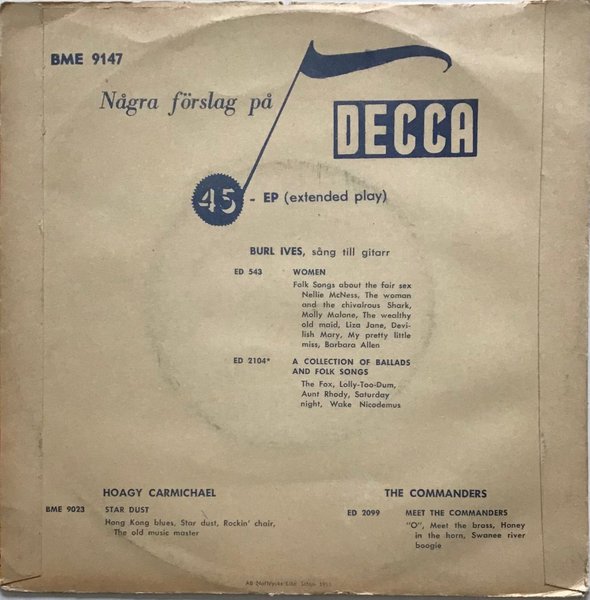 BME 9147
Några förslag på
DECCA
45 - EP (extended play)
BURL IVES, sång till gitarr
ED 543 WOMEN
Folk Songs about the fair sex
Nellie McNess, The woman
and the chivalrous Shark,
Molly Malone, The wealthy
old maid, Liza Jane, Devi-
lish Mary, My pretty little
miss, Barbara Allen
ED 2104* A COLLECTION OF BALLADS
AND FOLK SONGS
The Fox, Lolly-Too-Dum,
Aunt Rhody, Saturday
night, Wake Nicodemus
HOAGY CARMICHAEL
BME 9023 STAR DUST
Hong Kong blues, Star dust, Rockin' chair,
The old music master
THE COMMANDERS
ED 2099 MEET THE COMMANDERS
"O", Meet the brass, Honey
in the horn, Swanee river
boogie
AB